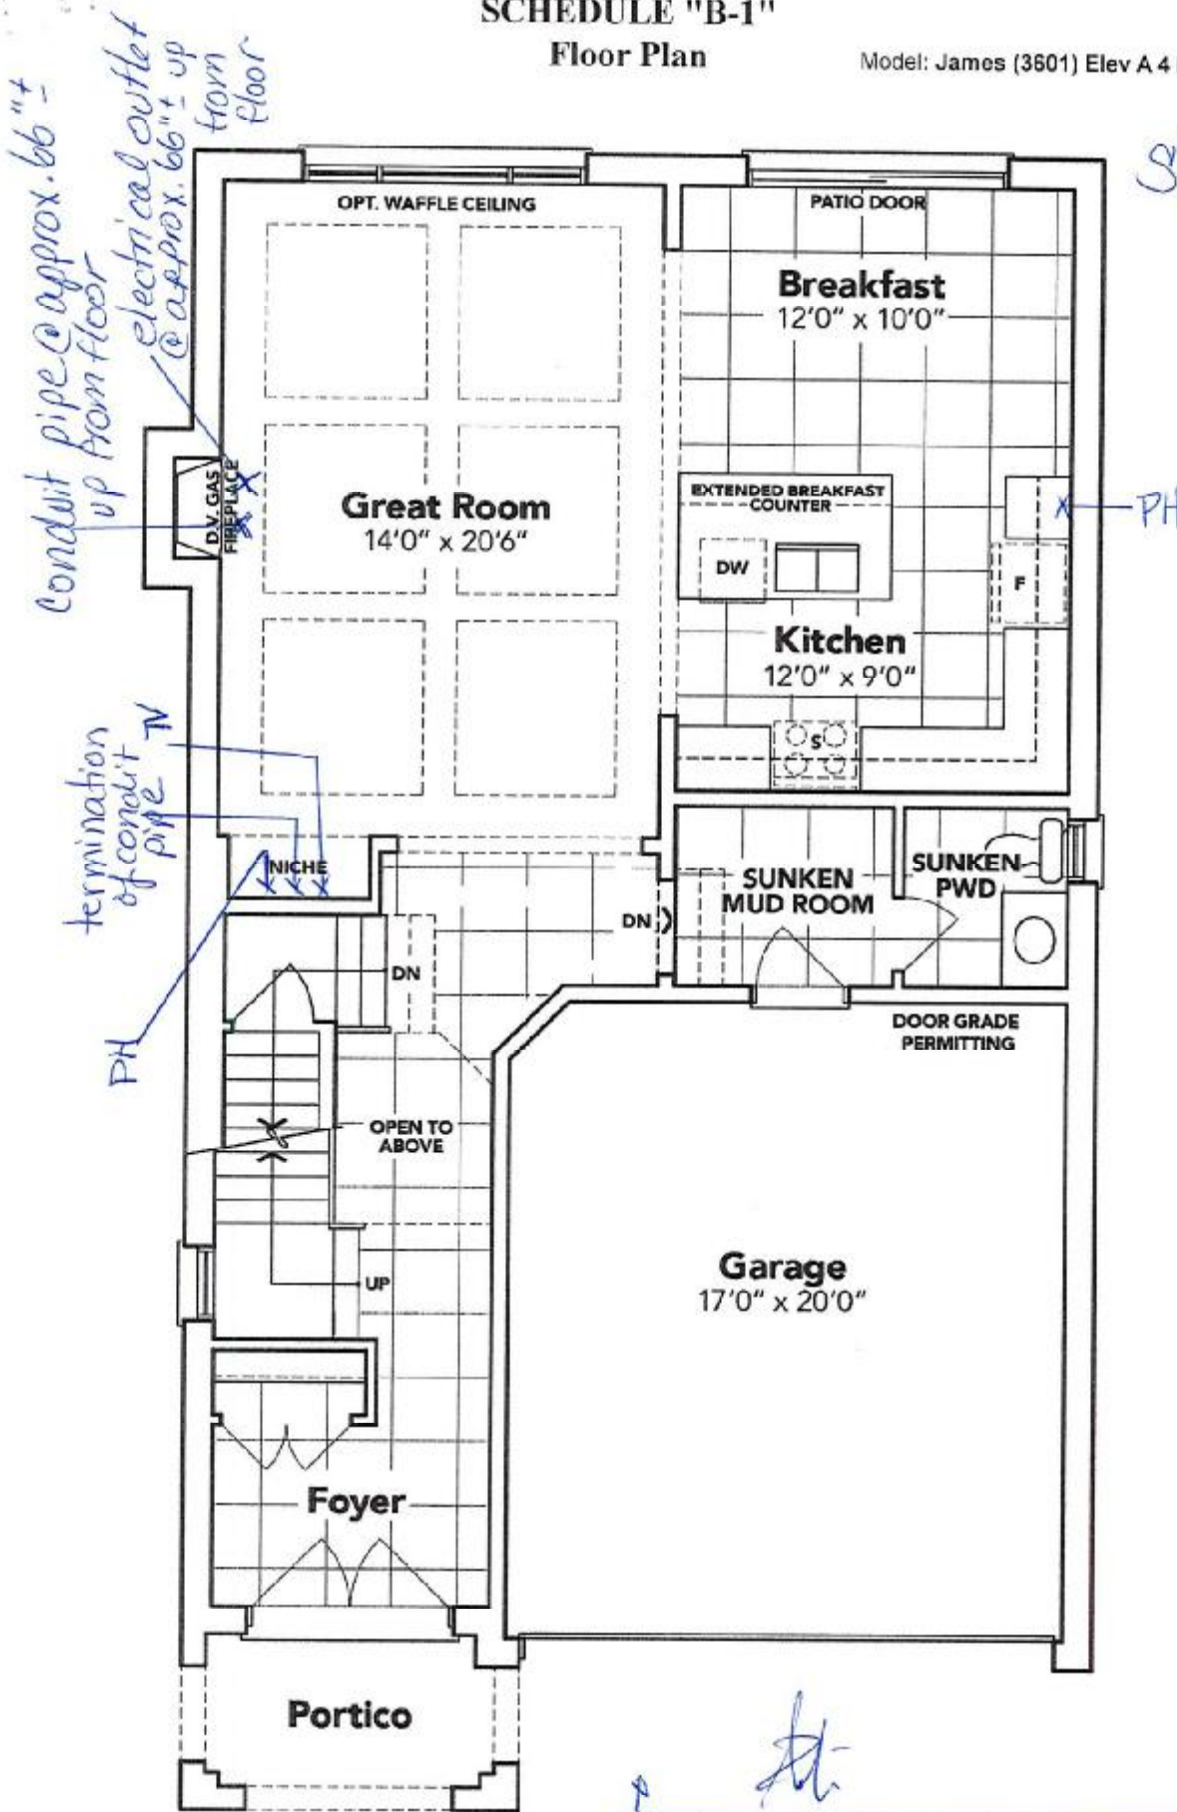 SCHEDULE "B-1"
Floor Plan
Model: James (3601) Elev A 4
conduit pipe @ approx. 66"±
up from floor
electrical outlet
@ approx. 66"± up
from
floor
OPT. WAFFLE CEILING
PATIO DOOR
Breakfast
12'0" x 10'0"
D.V. GAS
FIREPLACE
Great Room
14'0" x 20'6"
EXTENDED BREAKFAST
COUNTER
PH
DW
F
Kitchen
12'0" x 9'0"
S
termination
of condit
pipe
TV
NICHE
SUNKEN
MUD ROOM
SUNKEN
PWD
DN
DN
PH
DOOR GRADE
PERMITTING
OPEN TO
ABOVE
UP
Garage
17'0" x 20'0"
Foyer
Portico